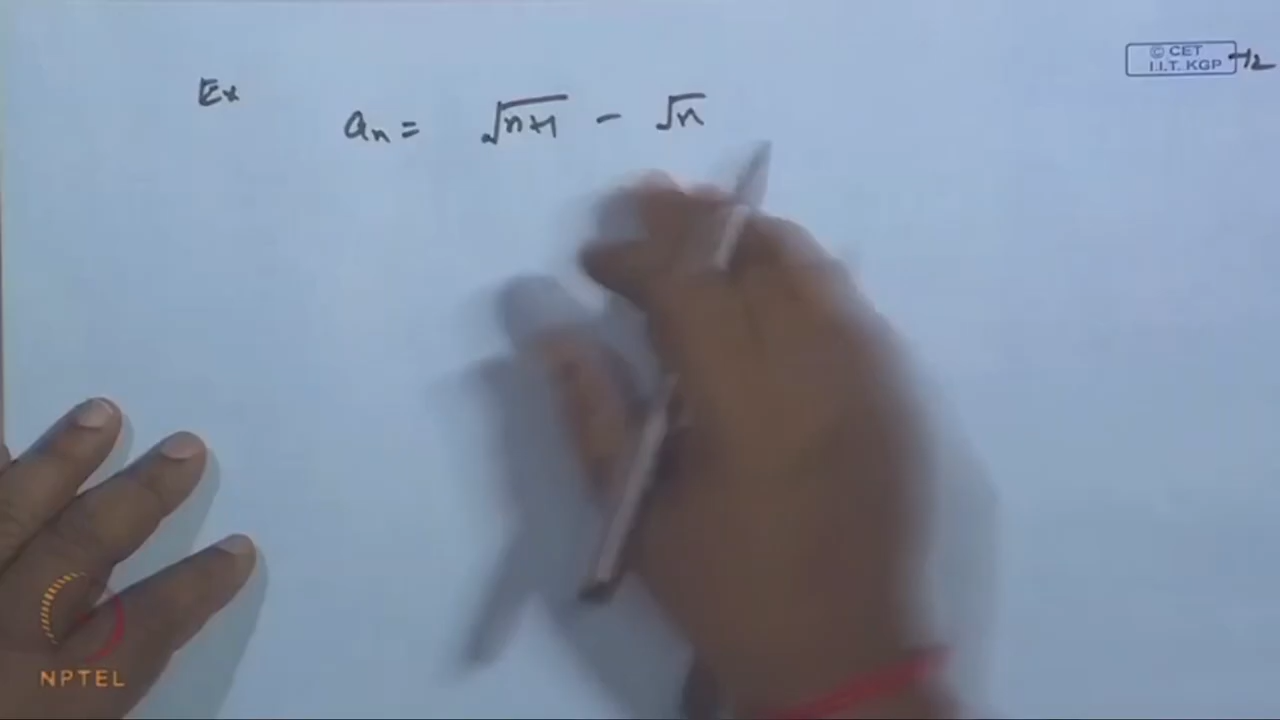 © CET
I.I.T. KGP
Ex
aₙ = √(n+1) - √n
NPTEL